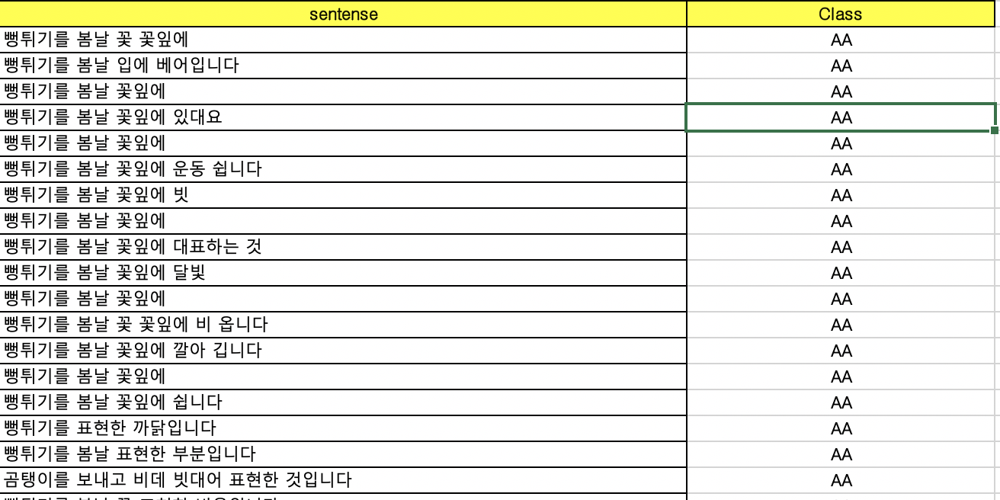 sentense Class
뻥튀기를 봄날 꽃 꽃잎에 AA
뻥튀기를 봄날 입에 베어입니다 AA
뻥튀기를 봄날 꽃잎에 AA
뻥튀기를 봄날 꽃잎에 있대요 AA
뻥튀기를 봄날 꽃잎에 AA
뻥튀기를 봄날 꽃잎에 운동 쉽니다 AA
뻥튀기를 봄날 꽃잎에 빗 AA
뻥튀기를 봄날 꽃잎에 AA
뻥튀기를 봄날 꽃잎에 대표하는 것 AA
뻥튀기를 봄날 꽃잎에 달빛 AA
뻥튀기를 봄날 꽃잎에 AA
뻥튀기를 봄날 꽃 꽃잎에 비 옵니다 AA
뻥튀기를 봄날 꽃잎에 깔아 깁니다 AA
뻥튀기를 봄날 꽃잎에 AA
뻥튀기를 봄날 꽃잎에 쉽니다 AA
뻥튀기를 표현한 까닭입니다 AA
뻥튀기를 봄날 표현한 부분입니다 AA
곰탱이를 보내고 비데 빗대어 표현한 것입니다 AA